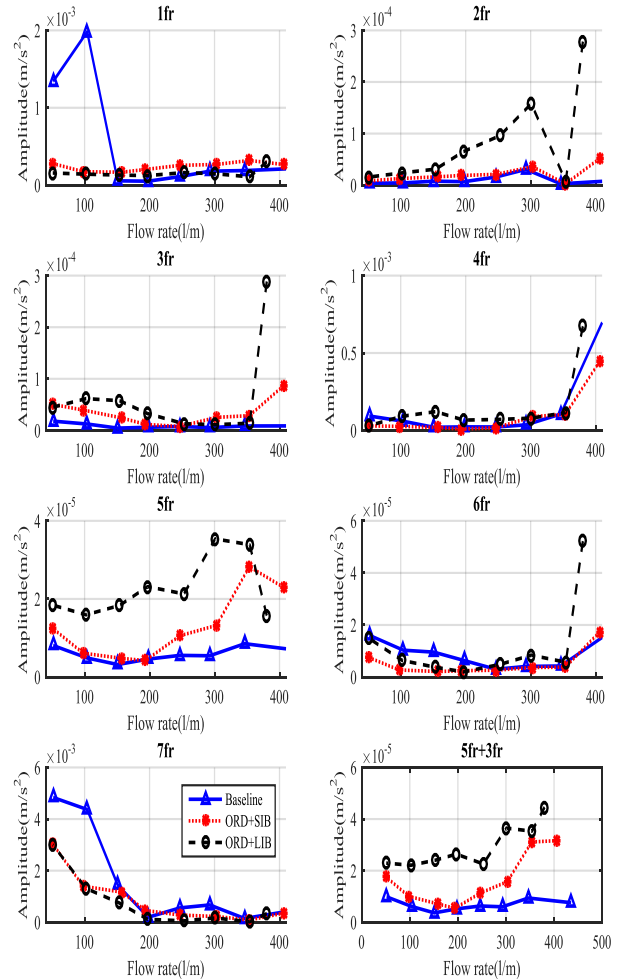 1fr
×10⁻³
Amplitude(m/s²)
2
1
0
100 200 300 400
Flow rate(l/m)
2fr
×10⁻⁴
Amplitude(m/s²)
3
2
1
0
100 200 300 400
Flow rate(l/m)
3fr
×10⁻⁴
Amplitude(m/s²)
3
2
1
0
100 200 300 400
Flow rate(l/m)
4fr
×10⁻³
Amplitude(m/s²)
1
0.5
0
100 200 300 400
Flow rate(l/m)
5fr
×10⁻⁵
Amplitude(m/s²)
4
2
0
100 200 300 400
Flow rate(l/m)
6fr
×10⁻⁵
Amplitude(m/s²)
6
4
2
0
100 200 300 400
Flow rate(l/m)
7fr
×10⁻³
Amplitude(m/s²)
6
4
2
0
Baseline
ORD+SIB
ORD+LIB
100 200 300 400
Flow rate(l/m)
5fr+3fr
×10⁻⁵
Amplitude(m/s²)
6
4
2
0
0 100 200 300 400 500
Flow rate(l/m)